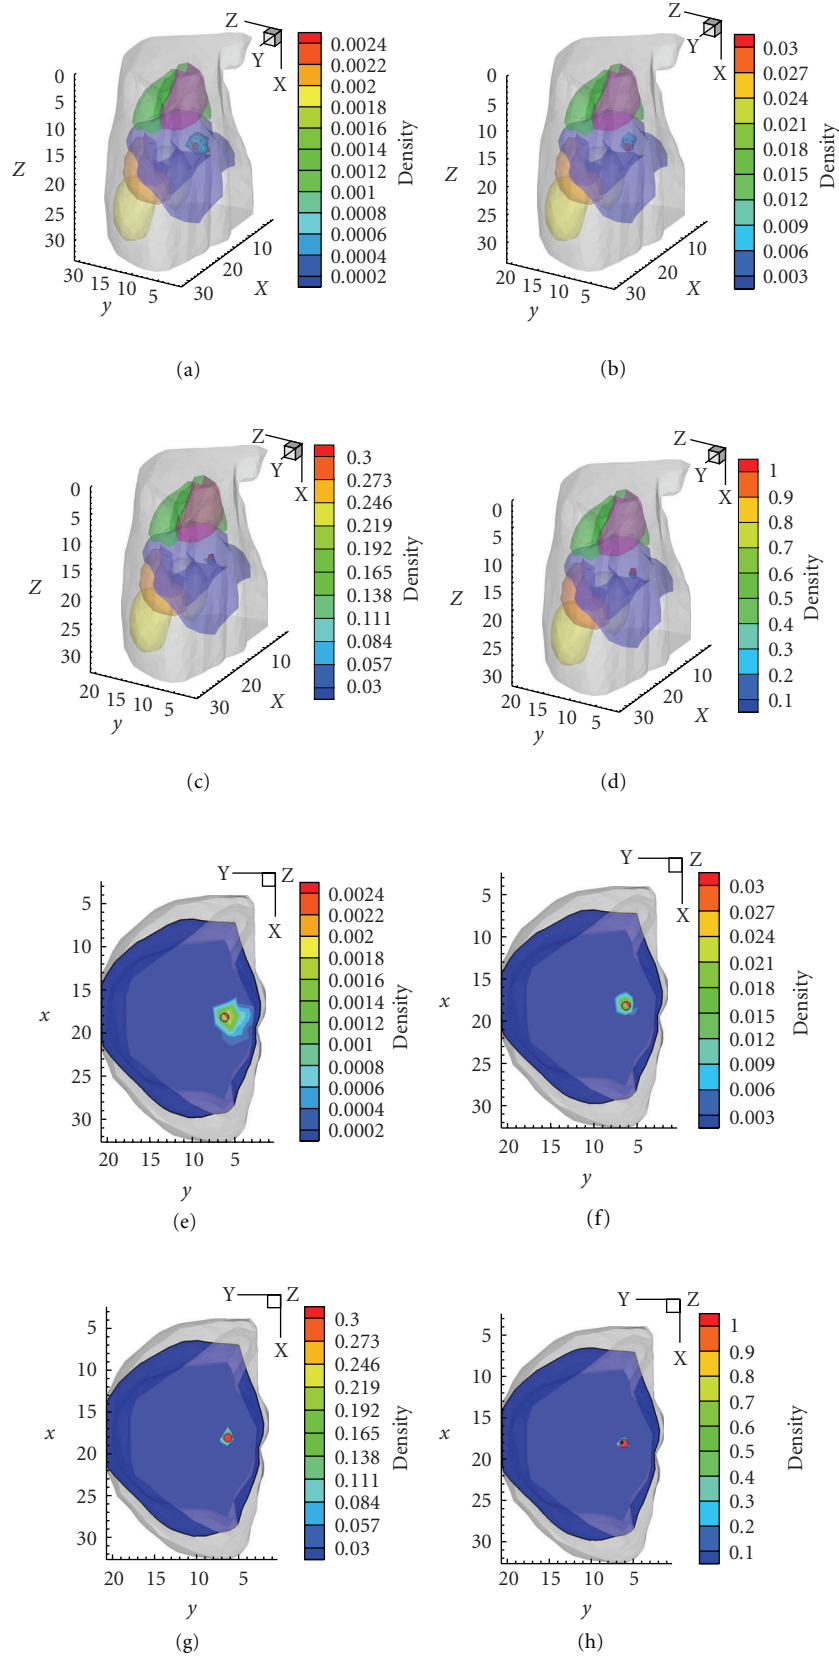 Z
Y
X
0
5
10
15
20
25
30
Z
30 15 10 5
y
10
20
30
X
0.0024
0.0022
0.002
0.0018
0.0016
0.0014
0.0012
0.001
0.0008
0.0006
0.0004
0.0002
Density
(a)
Z
Y
X
0
5
10
15
20
25
30
Z
20 15 10 5
y
10
20
30
X
0.03
0.027
0.024
0.021
0.018
0.015
0.012
0.009
0.006
0.003
Density
(b)
Z
Y
X
0
5
10
15
20
25
30
Z
20 15 10 5
y
10
20
30
X
0.3
0.273
0.246
0.219
0.192
0.165
0.138
0.111
0.084
0.057
0.03
Density
(c)
Z
Y
X
0
5
10
15
20
25
30
Z
20 15 10 5
y
10
20
30
X
1
0.9
0.8
0.7
0.6
0.5
0.4
0.3
0.2
0.1
Density
(d)
Y Z
X
5
10
15
20
25
30
x
20 15 10 5
y
0.0024
0.0022
0.002
0.0018
0.0016
0.0014
0.0012
0.001
0.0008
0.0006
0.0004
0.0002
Density
(e)
Y Z
X
5
10
15
20
25
30
x
20 15 10 5
y
0.03
0.027
0.024
0.021
0.018
0.015
0.012
0.009
0.006
0.003
Density
(f)
Y Z
X
5
10
15
20
25
30
x
20 15 10 5
y
0.3
0.273
0.246
0.219
0.192
0.165
0.138
0.111
0.084
0.057
0.03
Density
(g)
Y Z
X
5
10
15
20
25
30
x
20 15 10 5
y
1
0.9
0.8
0.7
0.6
0.5
0.4
0.3
0.2
0.1
Density
(h)